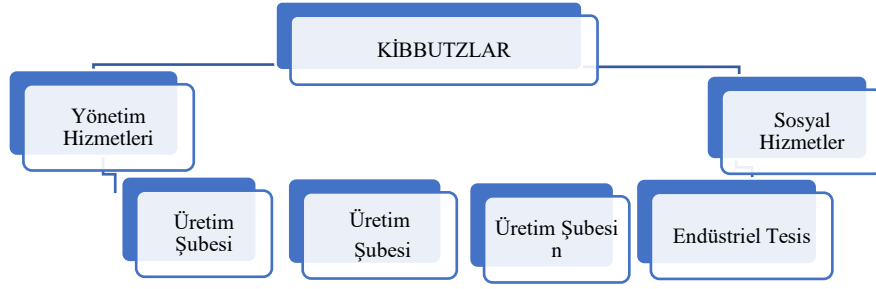 KİBBUTZLAR
Yönetim
Hizmetleri
Sosyal
Hizmetler
Üretim
Şubesi
Üretim
Şubesi
Üretim Şubesi
n
Endüstriel Tesis